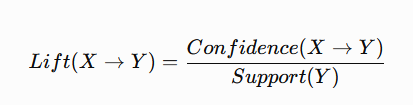 Lift(X → Y) = Confidence(X → Y) / Support(Y)